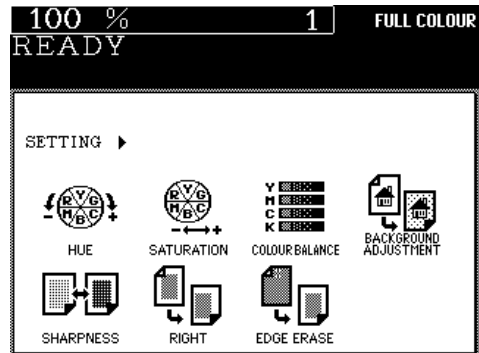 100 % 1 FULL COLOUR
READY
SETTING
R Y G M B C
R Y G M B C
Y
M
C
K
HUE SATURATION COLOUR BALANCE BACKGROUND ADJUSTMENT
SHARPNESS RIGHT EDGE ERASE